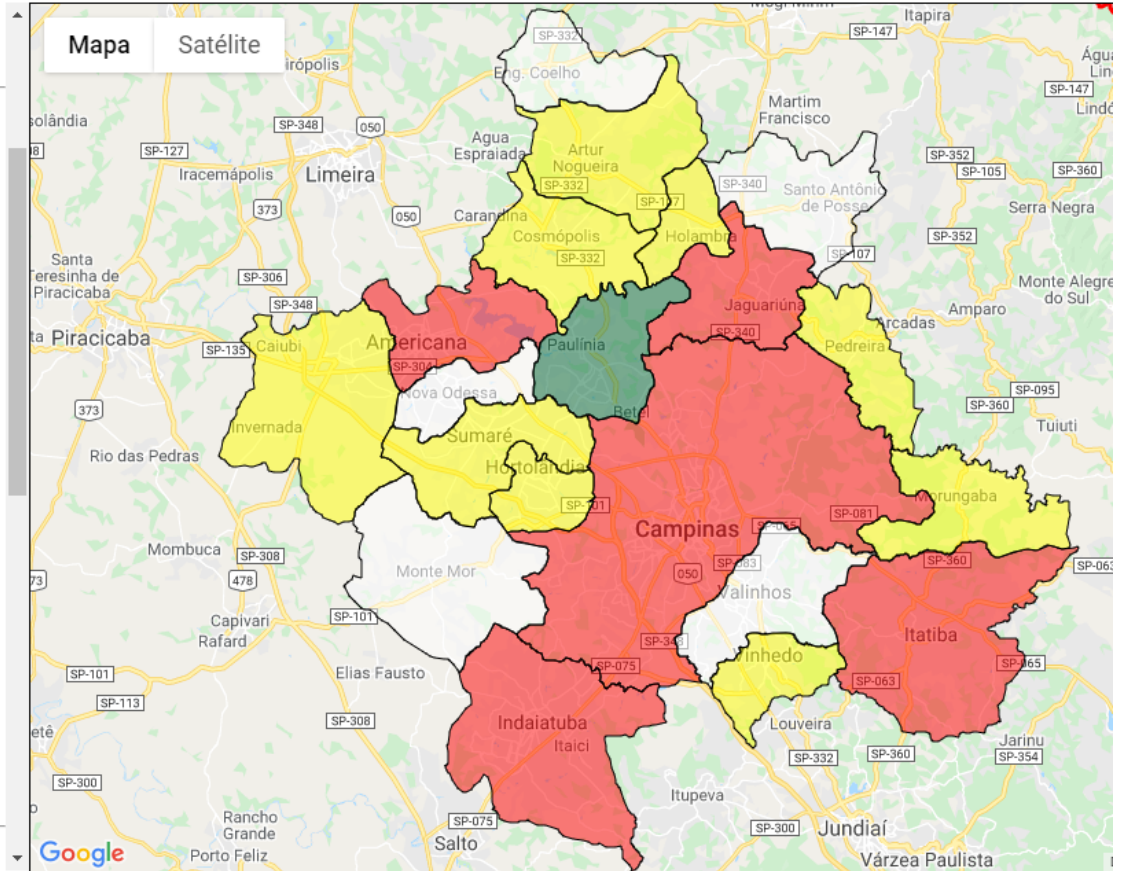 Mogi Mirim
Itapira
SP-147
SP-332
Mapa
Satélite
irópolis
Eng. Coelho
Água
Lin
SP-147
Lindó
Martim
Francisco
solândia
SP-348
050
SP-127
Agua
Espraiada
Artur
Nogueira
SP-352
SP-105
SP-360
Iracemápolis
Limeira
SP-332
SP-340
Santo Antônio
de Posse
373
050
SP-107
Serra Negra
Carandina
Cosmópolis
Holambra
SP-352
SP-107
Santa
Teresinha de
Piracicaba
SP-306
SP-332
Monte Alegre
do Sul
SP-348
Jaguariúna
Amparo
Arcadas
Piracicaba
SP-135
Caiubi
Americana
Paulínia
SP-340
Pedreira
SP-304
Nova Odessa
SP-095
SP-360
373
Betel
Tuiuti
Invernada
Sumaré
Rio das Pedras
Hortolândia
SP-101
Morungaba
Campinas
SP-081
SP-065
Mombuca
SP-308
SP-360
SP-063
73
478
Monte Mor
050
SP-083
Valinhos
Capivari
SP-101
Rafard
Itatiba
SP-348
Vinhedo
SP-101
Elias Fausto
SP-075
SP-063
SP-065
SP-113
SP-308
Indaiatuba
Itaici
Louveira
etê
Jarinu
SP-332
SP-360
SP-354
SP-300
Itupeva
Rancho
Grande
SP-075
SP-300
Jundiaí
Google
Porto Feliz
Salto
Várzea Paulista